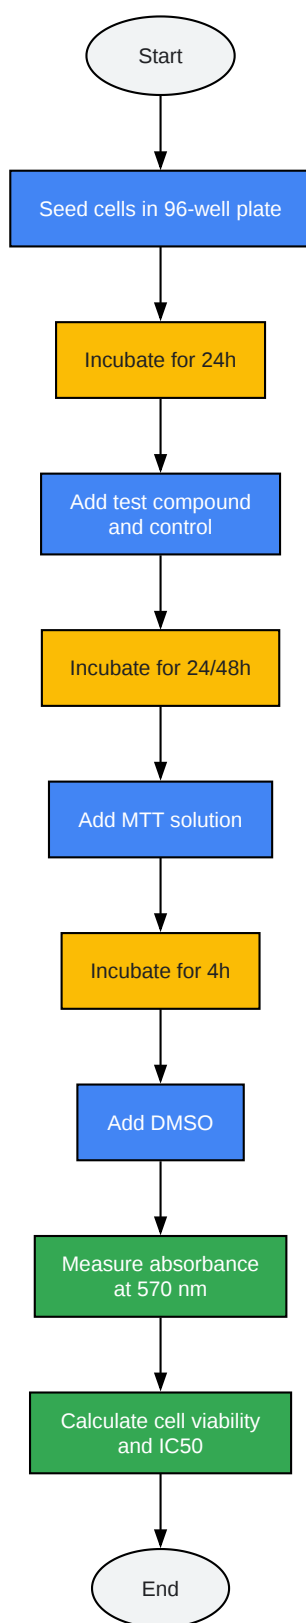 Start
Seed cells in 96-well plate
Incubate for 24h
Add test compound
and control
Incubate for 24/48h
Add MTT solution
Incubate for 4h
Add DMSO
Measure absorbance
at 570 nm
Calculate cell viability
and IC50
End